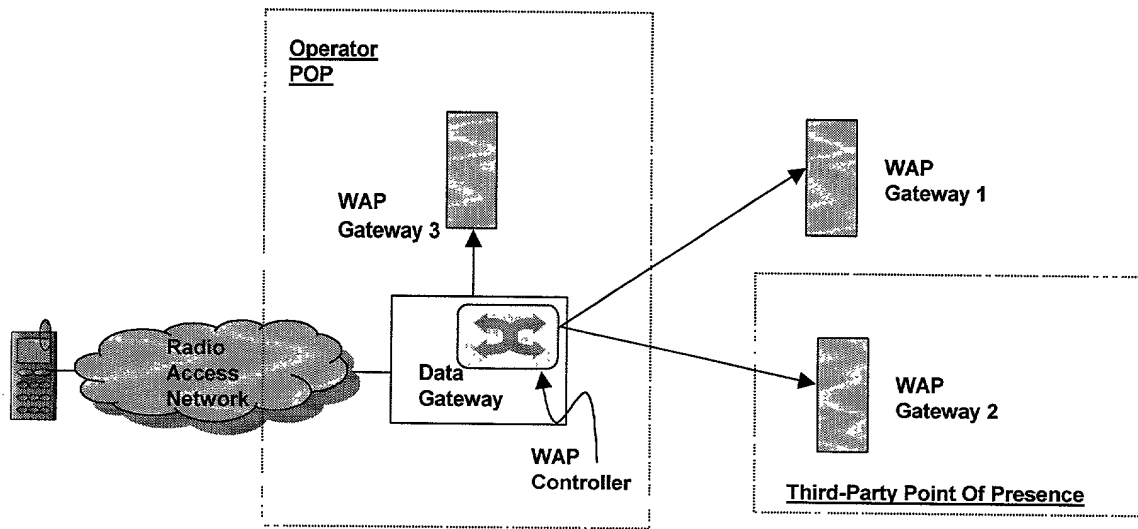 Operator
POP
WAP
Gateway 3
WAP
Gateway 1
Radio
Access
Network
Data
Gateway
WAP
Gateway 2
WAP
Controller
Third-Party Point Of Presence